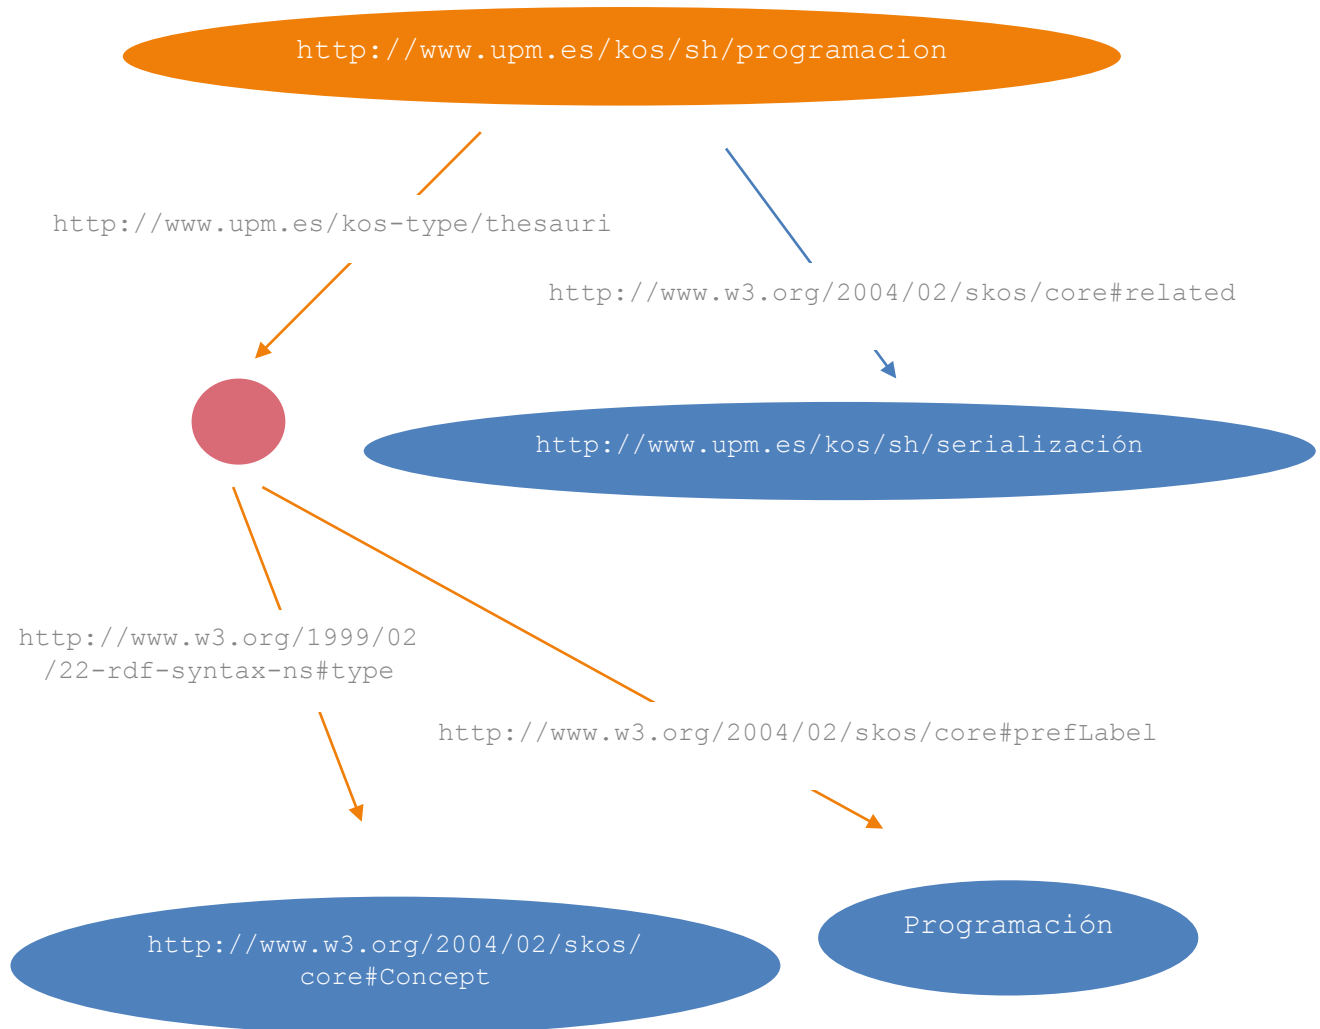 http://www.upm.es/kos/sh/programacion
http://www.upm.es/kos-type/thesauri
http://www.w3.org/2004/02/skos/core#related
http://www.upm.es/kos/sh/serialización
http://www.w3.org/1999/02
/22-rdf-syntax-ns#type
http://www.w3.org/2004/02/skos/core#prefLabel
http://www.w3.org/2004/02/skos/
core#Concept
Programación